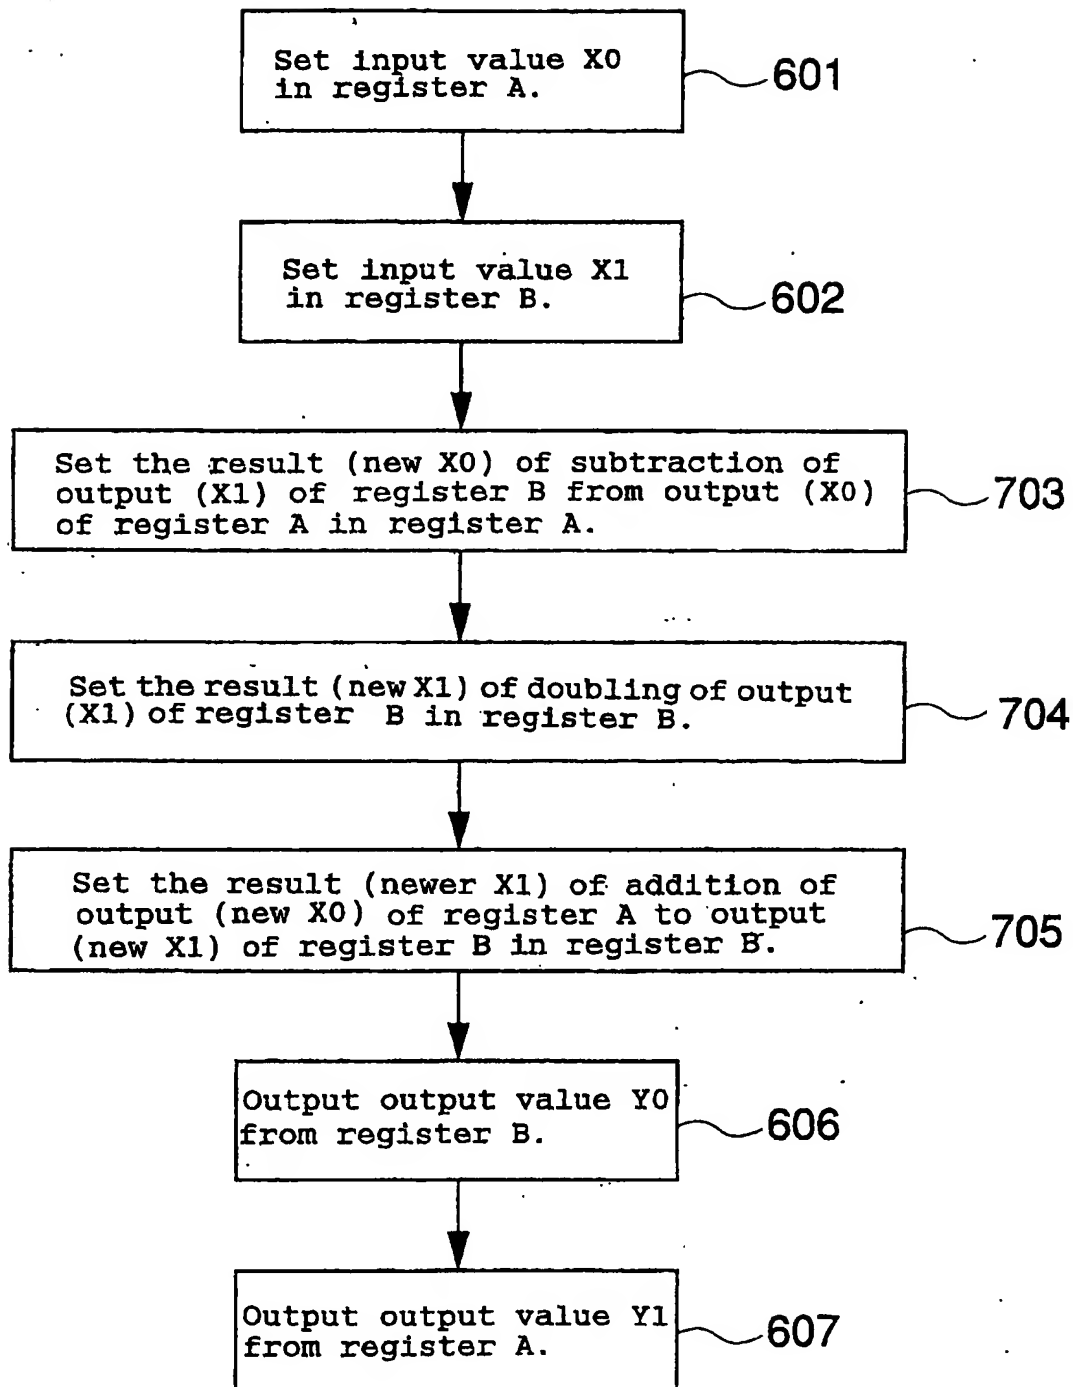 Set input value X0
in register A.
601
Set input value X1
in register B.
602
Set the result (new X0) of subtraction of
output (X1) of register B from output (X0)
of register A in register A.
703
Set the result (new X1) of doubling of output
(X1) of register B in register B.
704
Set the result (newer X1) of addition of
output (new X0) of register A to output
(new X1) of register B in register B.
705
Output output value Y0
from register B.
606
Output output value Y1
from register A.
607